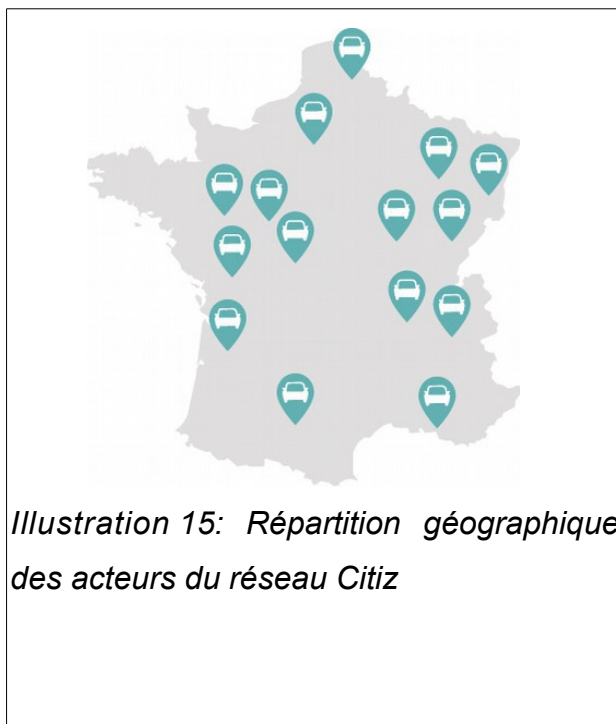 Illustration 15: Répartition géographique
des acteurs du réseau Citiz